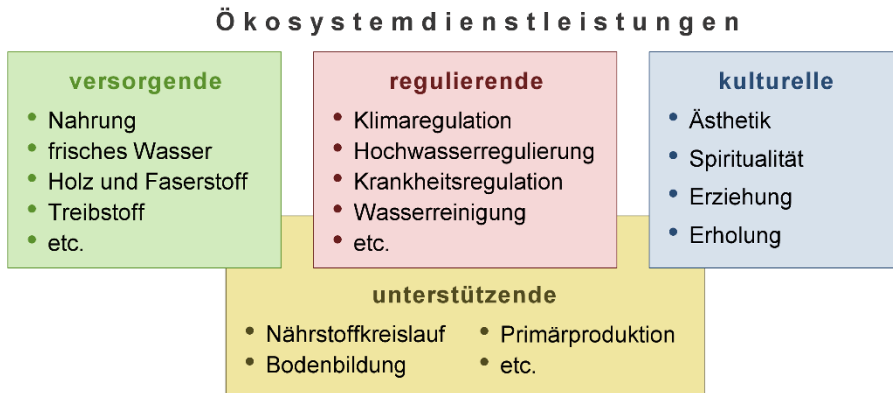 Ökosystemdienstleistungen
versorgende
• Nahrung
• frisches Wasser
• Holz und Faserstoff
• Treibstoff
• etc.
regulierende
• Klimaregulation
• Hochwasserregulierung
• Krankheitsregulation
• Wasserreinigung
• etc.
kulturelle
• Ästhetik
• Spiritualität
• Erziehung
• Erholung
unterstützende
• Nährstoffkreislauf
• Bodenbildung
• Primärproduktion
• etc.